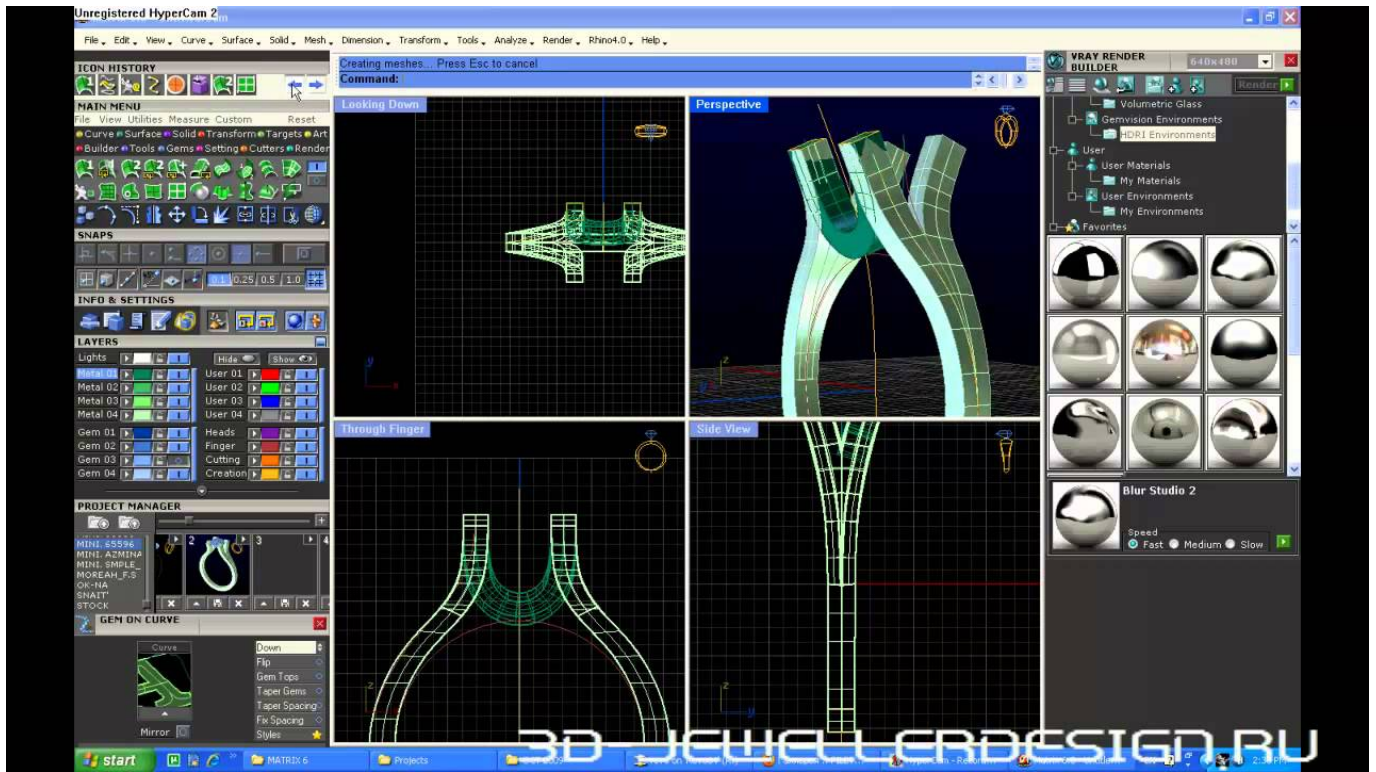 Unregistered HyperCam 2
File Edit View Curve Surface Solid Mesh Dimension Transform Tools Analyze Render Rhino4.0 Help
ICON HISTORY
Creating meshes... Press Esc to cancel
Command:
MAIN MENU
File View Utilities Measure Custom Reset
Curve Surface Solid Transform Targets Art
Builder Tools Gems Setting Cutters Render
SNAPS
0.1 0.25 0.5 1.0
INFO & SETTINGS
LAYERS
Lights Hide Show
Metal 01 User 01
Metal 02 User 02
Metal 03 User 03
Metal 04 User 04
Gem 01 Heads
Gem 02 Finger
Gem 03 Cutting
Gem 04 Creation
PROJECT MANAGER
MINI. 65596
MINI. AZMINA
MINI. SMPLE_
MOREAH_F.S
OK-NA
SNAIT'
STOCK
2 3 4
GEM ON CURVE
Curve
Mirror
Down
Flip
Gem Tops
Taper Gems
Taper Spacing
Fix Spacing
Styles
Looking Down
y
x
Perspective
z
y
Through Finger
z
x
Side View
z
y
VRAY RENDER BUILDER
640x480
Render
Volumetric Glass
Gemvision Environments
HDRI Environments
User
User Materials
My Materials
User Environments
My Environments
Favorites
Blur Studio 2
Speed
Fast Medium Slow
3D-JEWELLERDESIGN RU
start
MATRIX 6
Projects